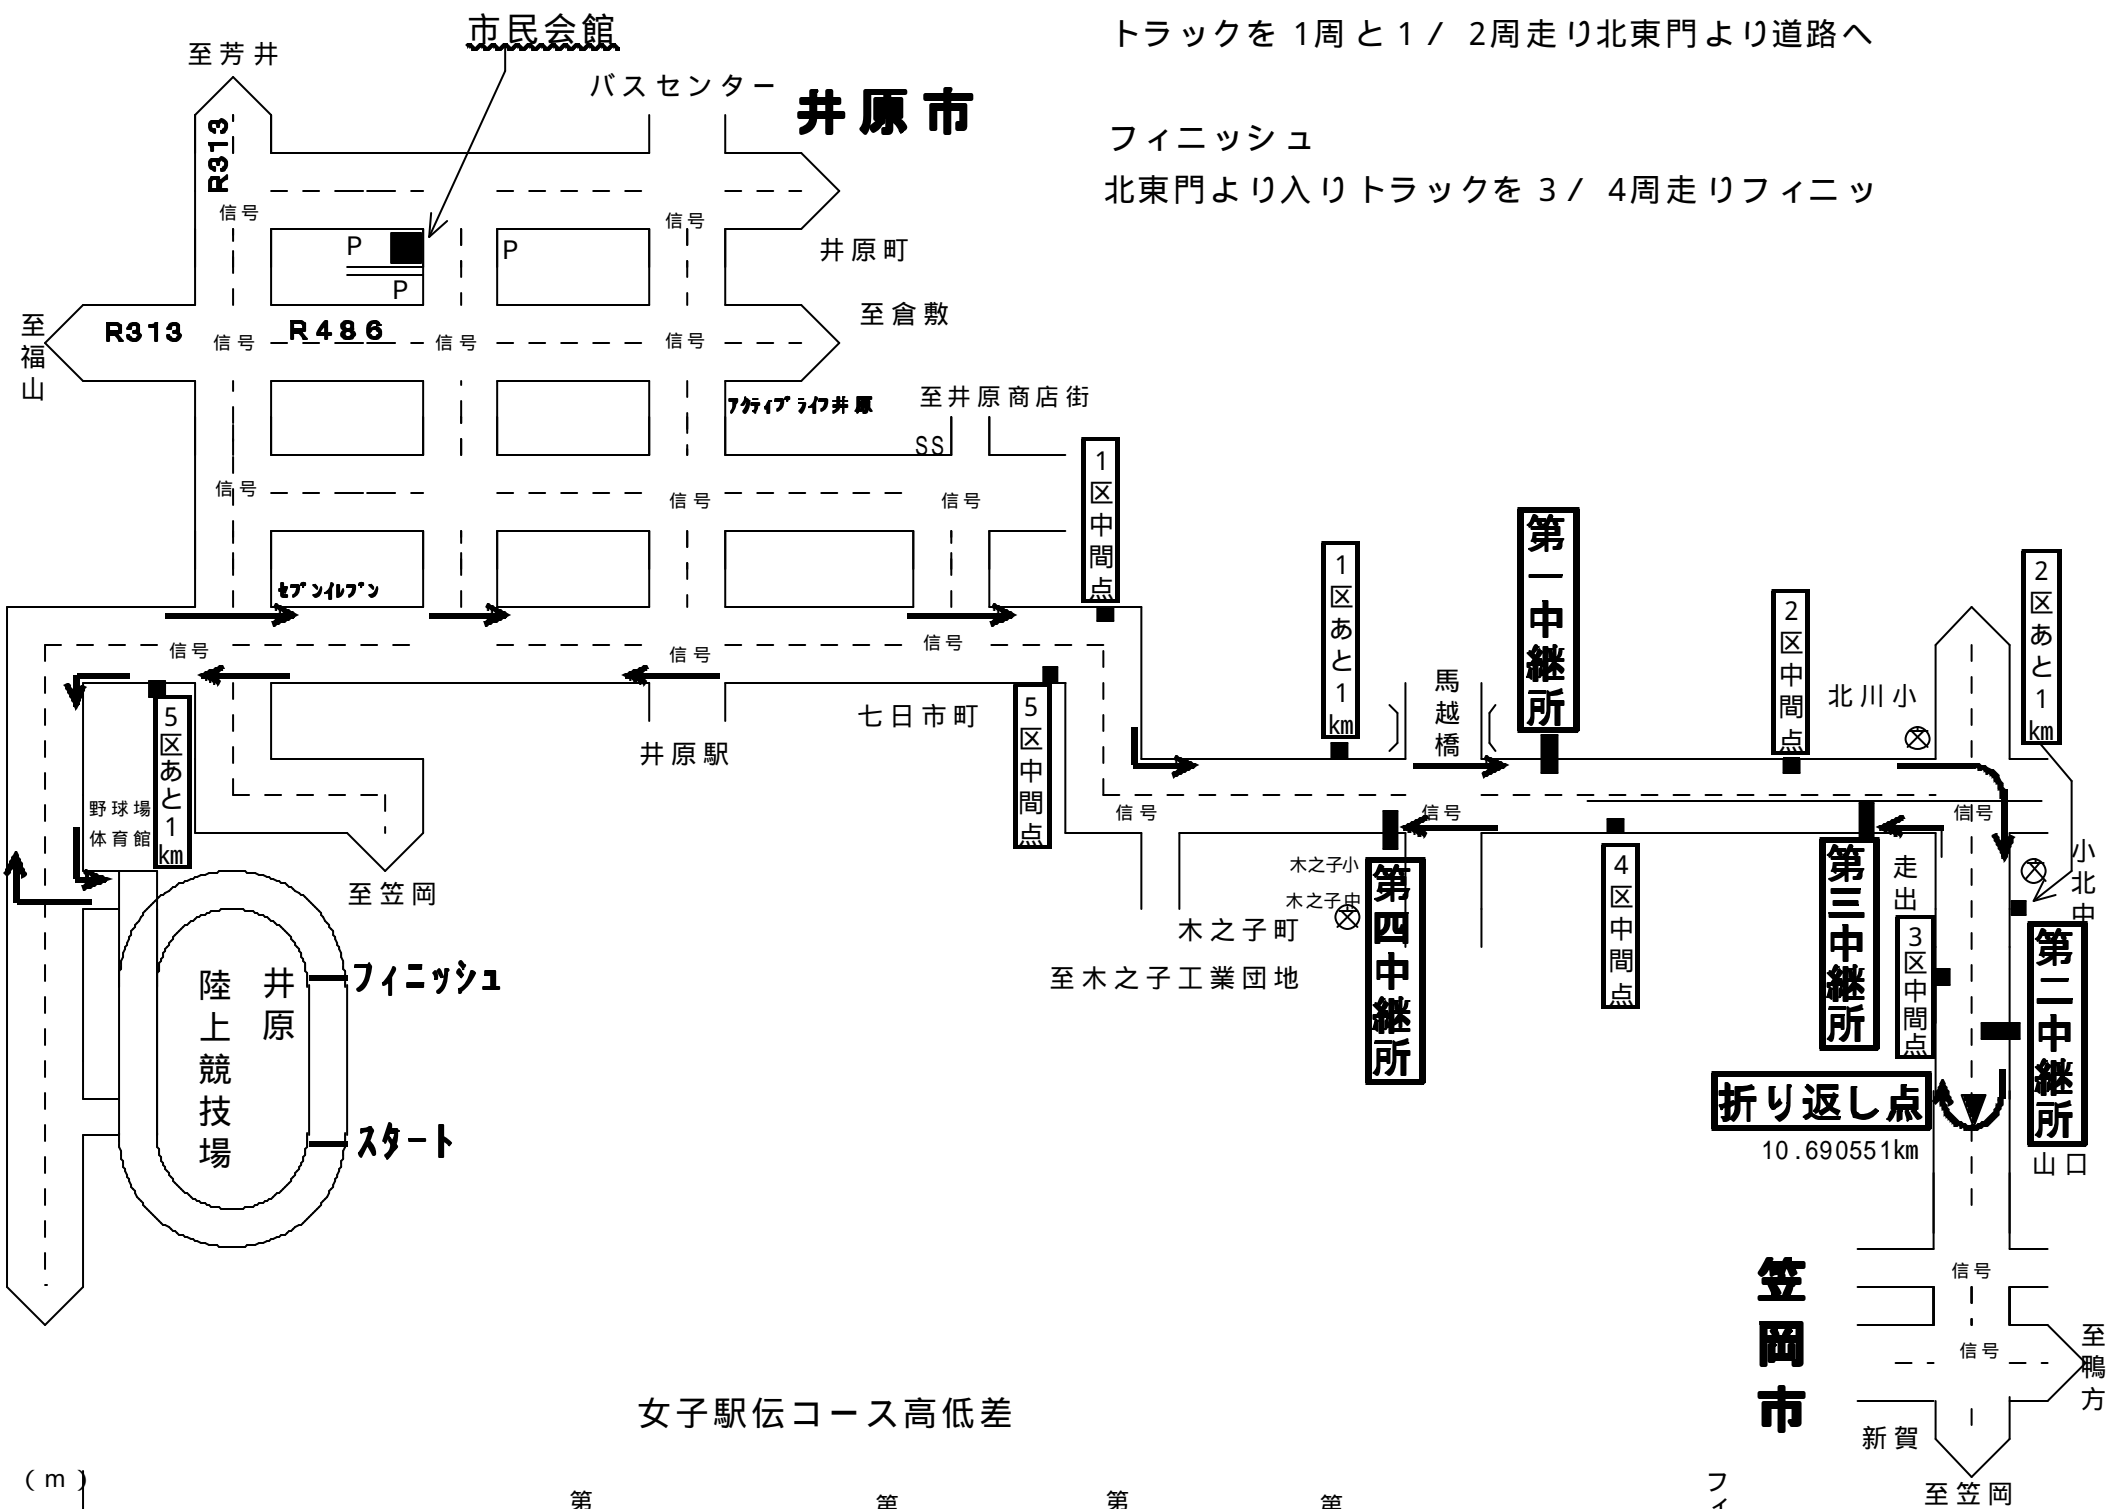 市民会館
トラックを 1周と1/ 2周走り北東門より道路へ
至芳井
バスセンター
井原市
フィニッシュ
北東門より入りトラックを 3/ 4周走りフィニッ
R313
信号
信号
P
P
P
井原町
至倉敷
至福山
R313
R486
信号
信号
信号
アクティブライフ井原
至井原商店街
SS
信号
信号
信号
1区中間点
セブンイレブン
1区あと1km
第一中継所
2区中間点
2区あと1km
信号
信号
信号
5区あと1km
七日市町
井原駅
5区中間点
馬越橋
北川小
野球場
体育館
信号
信号
信号
至笠岡
木之子小
木之子中
第四中継所
木之子町
至木之子工業団地
4区中間点
第三中継所
走出
3区中間点
小北中
第二中継所
井原
陸上競技場
フィニッシュ
スタート
折り返し点
10.690551km
山口
笠岡市
信号
信号
至鴨方
新賀
至笠岡
女子駅伝コース高低差
(m)
第
第
第
第
フィ